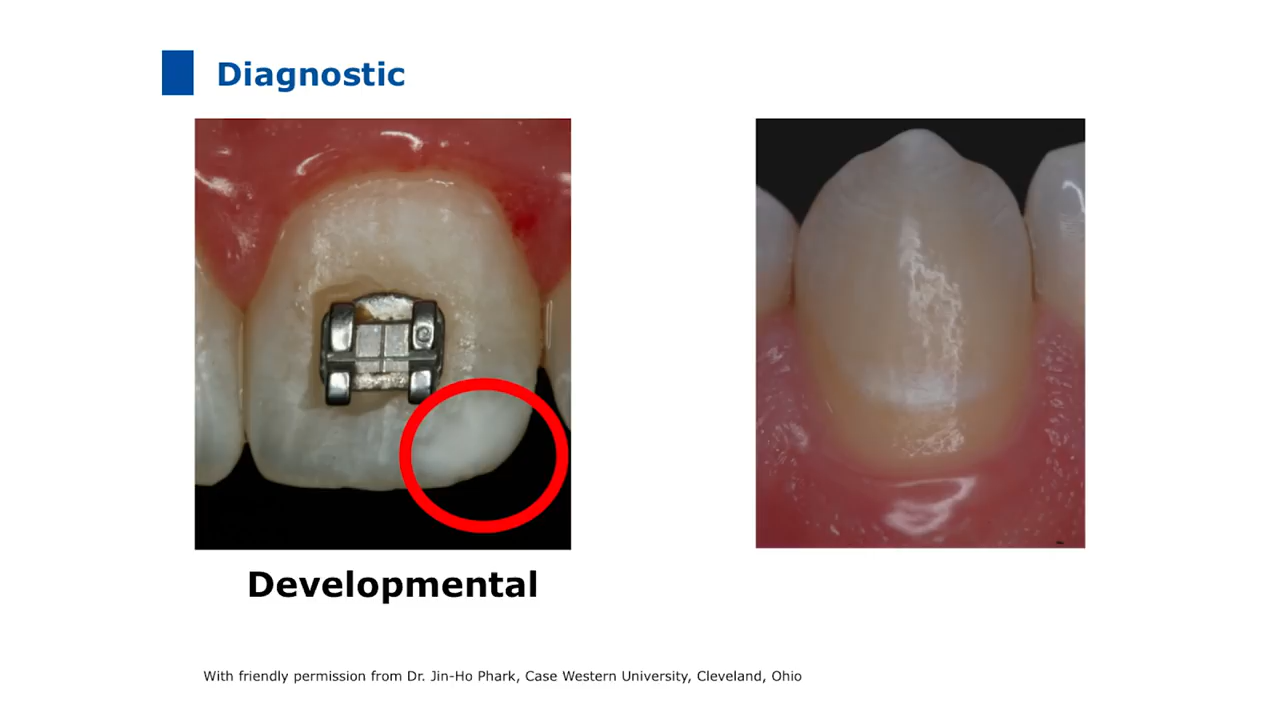 Diagnostic
Developmental
With friendly permission from Dr. Jin-Ho Phark, Case Western University, Cleveland, Ohio